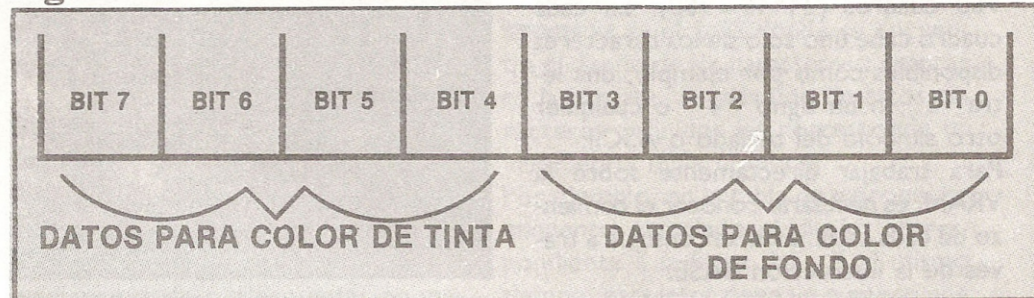 BIT 7 BIT 6 BIT 5 BIT 4 BIT 3 BIT 2 BIT 1 BIT 0
DATOS PARA COLOR DE TINTA DATOS PARA COLOR
DE FONDO